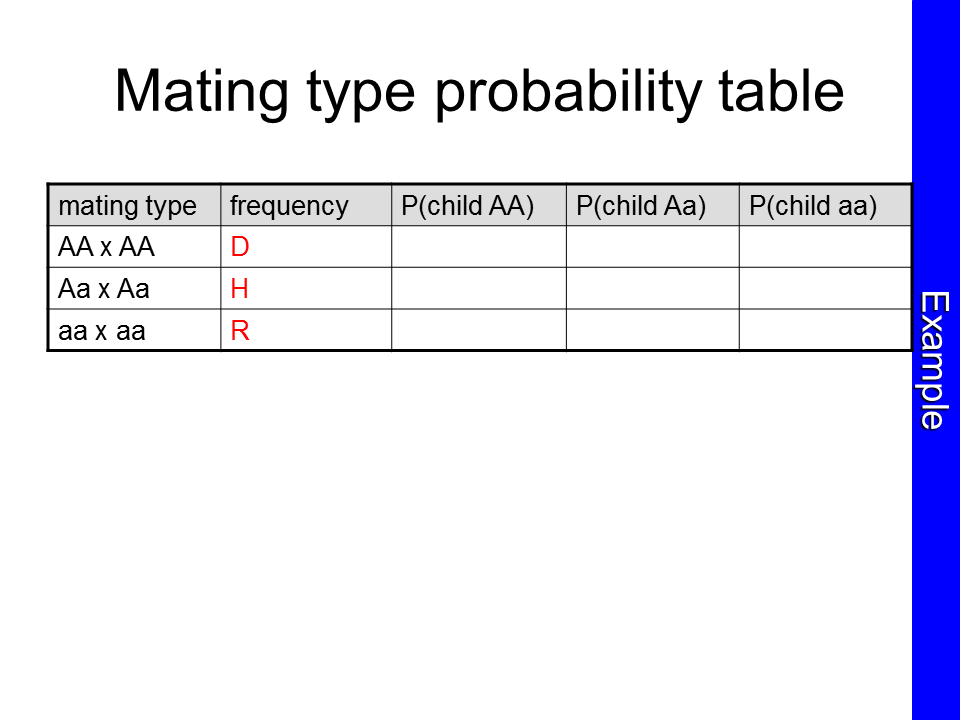 Mating type probability table
mating type frequency P(child AA) P(child Aa) P(child aa)
AA x AA D
Aa x Aa H
aa x aa R
Example